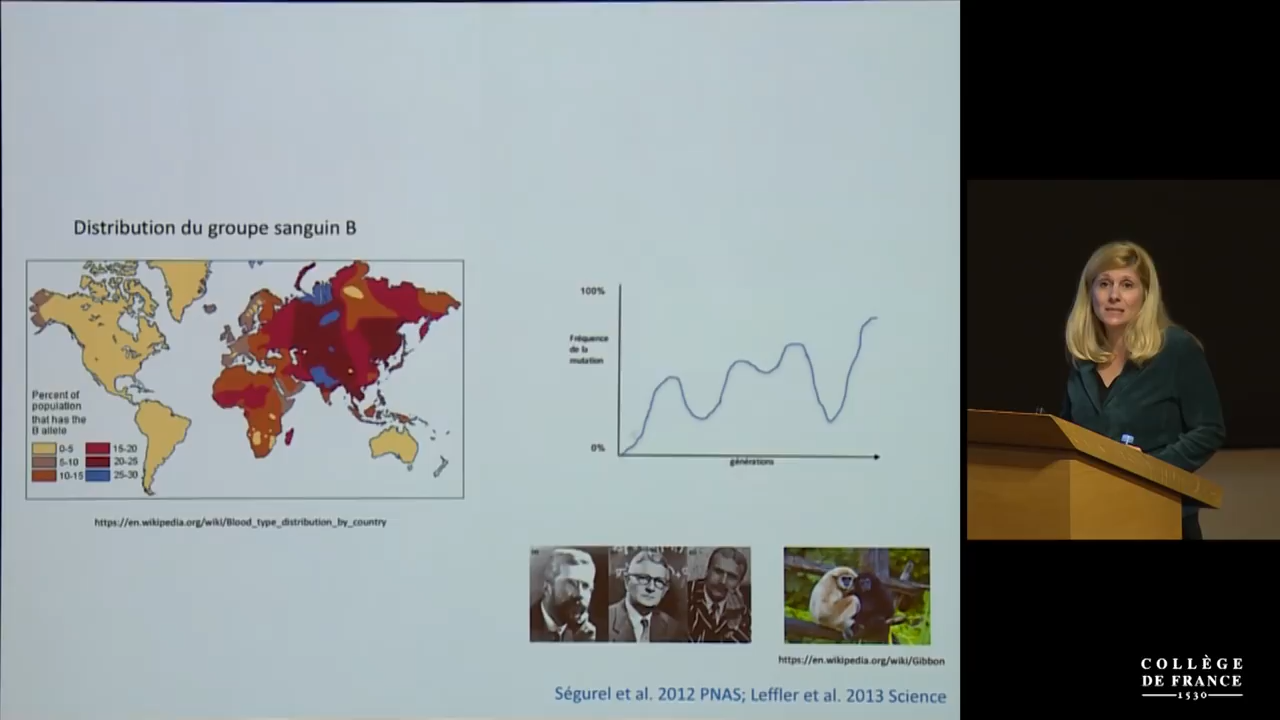 Distribution du groupe sanguin B
Percent of
population
that has the
B allele
0-5
5-10
10-15
15-20
20-25
25-30
https://en.wikipedia.org/wiki/Blood_type_distribution_by_country
100%
Fréquence
de la
mutation
0%
générations
https://en.wikipedia.org/wiki/Gibbon
Ségurel et al. 2012 PNAS; Leffler et al. 2013 Science
COLLÈGE
DE FRANCE
1530